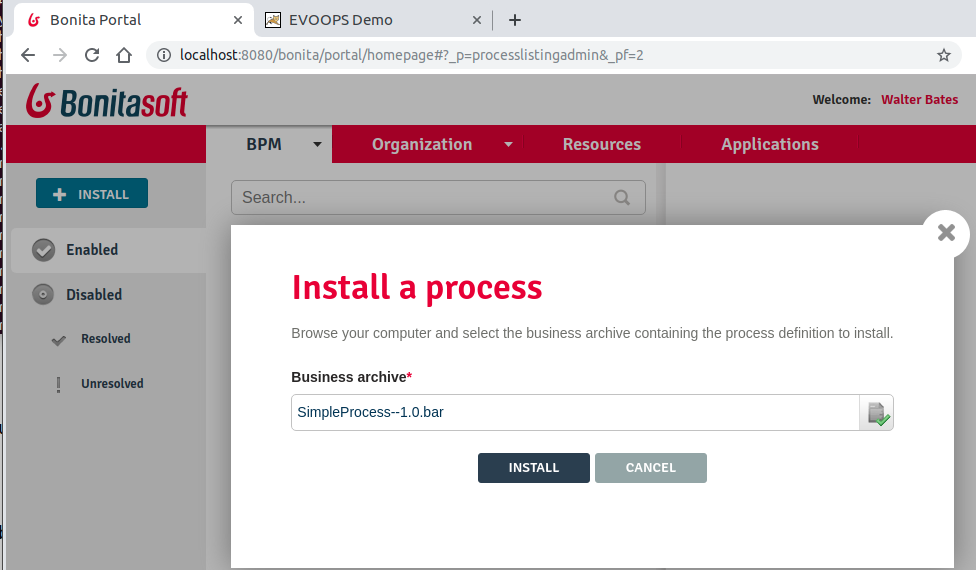 Bonita Portal
EVOOPS Demo
localhost:8080/bonita/portal/homepage#?_p=processlistingadmin&_pf=2
Bonitasoft
Welcome: Walter Bates
BPM Organization Resources Applications
INSTALL
Search...
Enabled
Disabled
Resolved
Unresolved
Install a process
Browse your computer and select the business archive containing the process definition to install.
Business archive*
SimpleProcess--1.0.bar
INSTALL CANCEL